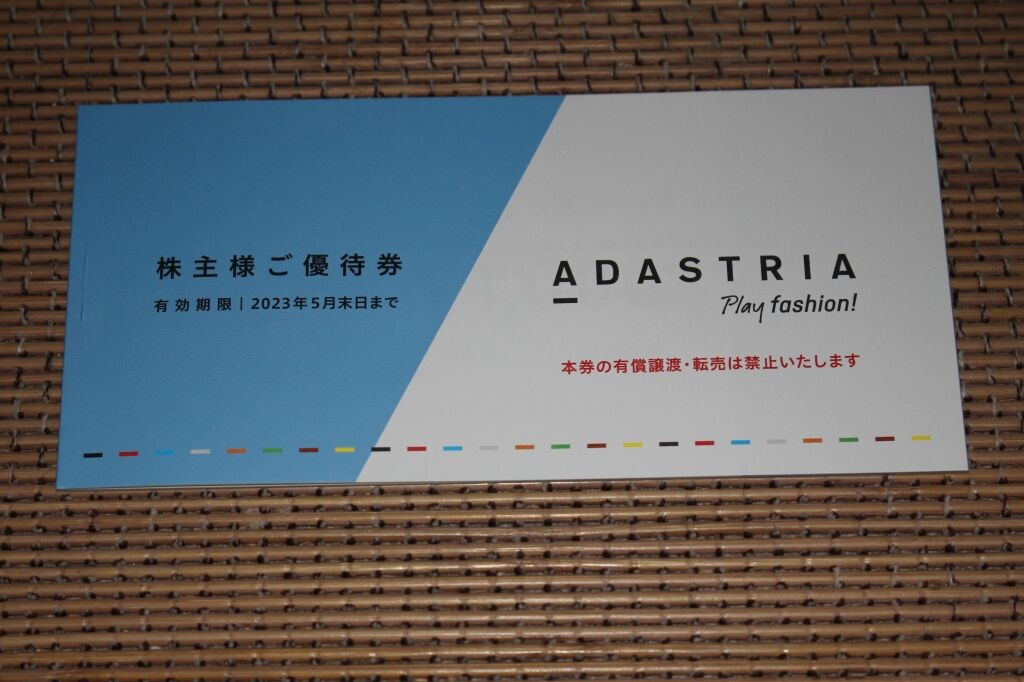 株主様ご優待券
有効期限 | 2023年5月末日まで
ADASTRIA
Play fashion!
本券の有償譲渡・転売は禁止いたします